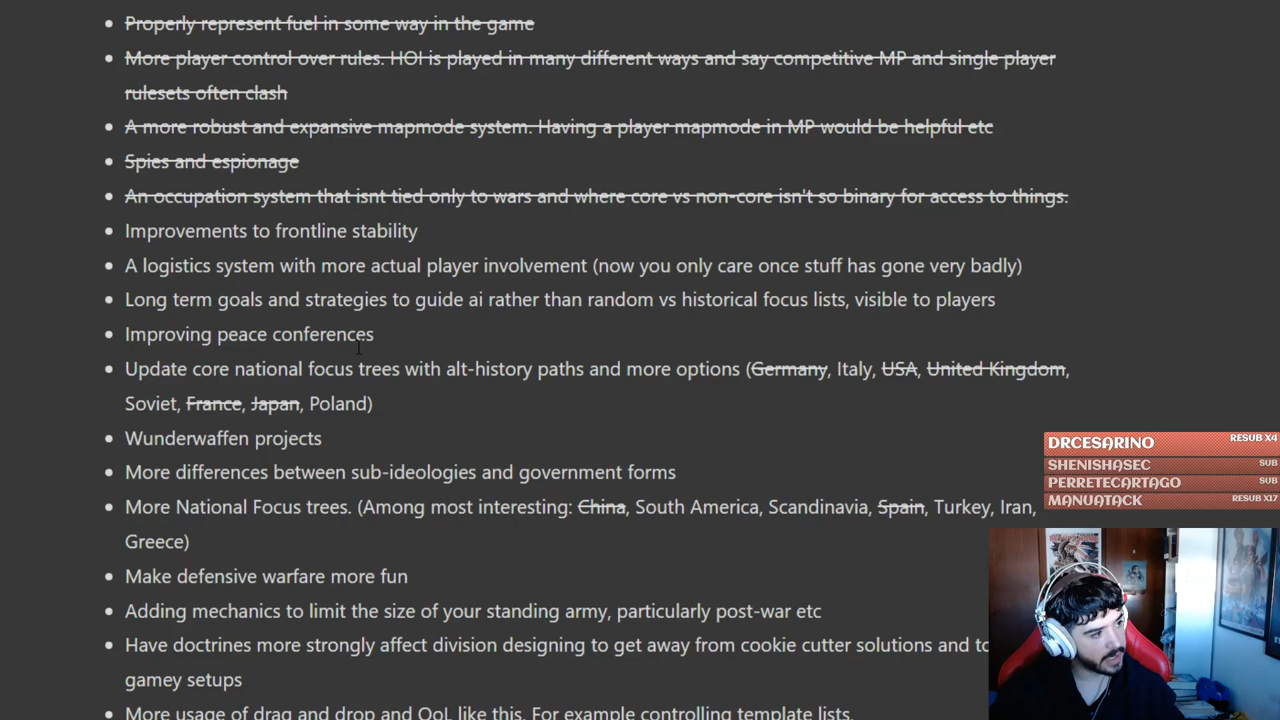 Properly represent fuel in some way in the game
More player control over rules. HOI is played in many different ways and say competitive MP and single player
rulesets often clash
A more robust and expansive mapmode system. Having a player mapmode in MP would be helpful etc
Spies and espionage
An occupation system that isnt tied only to wars and where core vs non-core isn't so binary for access to things.
Improvements to frontline stability
A logistics system with more actual player involvement (now you only care once stuff has gone very badly)
Long term goals and strategies to guide ai rather than random vs historical focus lists, visible to players
Improving peace conferences
Update core national focus trees with alt-history paths and more options (Germany, Italy, USA, United Kingdom,
Soviet, France, Japan, Poland)
Wunderwaffen projects
More differences between sub-ideologies and government forms
More National Focus trees. (Among most interesting: China, South America, Scandinavia, Spain, Turkey, Iran,
Greece)
Make defensive warfare more fun
Adding mechanics to limit the size of your standing army, particularly post-war etc
Have doctrines more strongly affect division designing to get away from cookie cutter solutions and to
gamey setups
More usage of drag and drop and QoL like this. For example controlling template lists.
DRCESARINO RESUB X4
SHENISHASEC SUB
PERRETECARTAGO SUB
MANUATACK RESUB X17